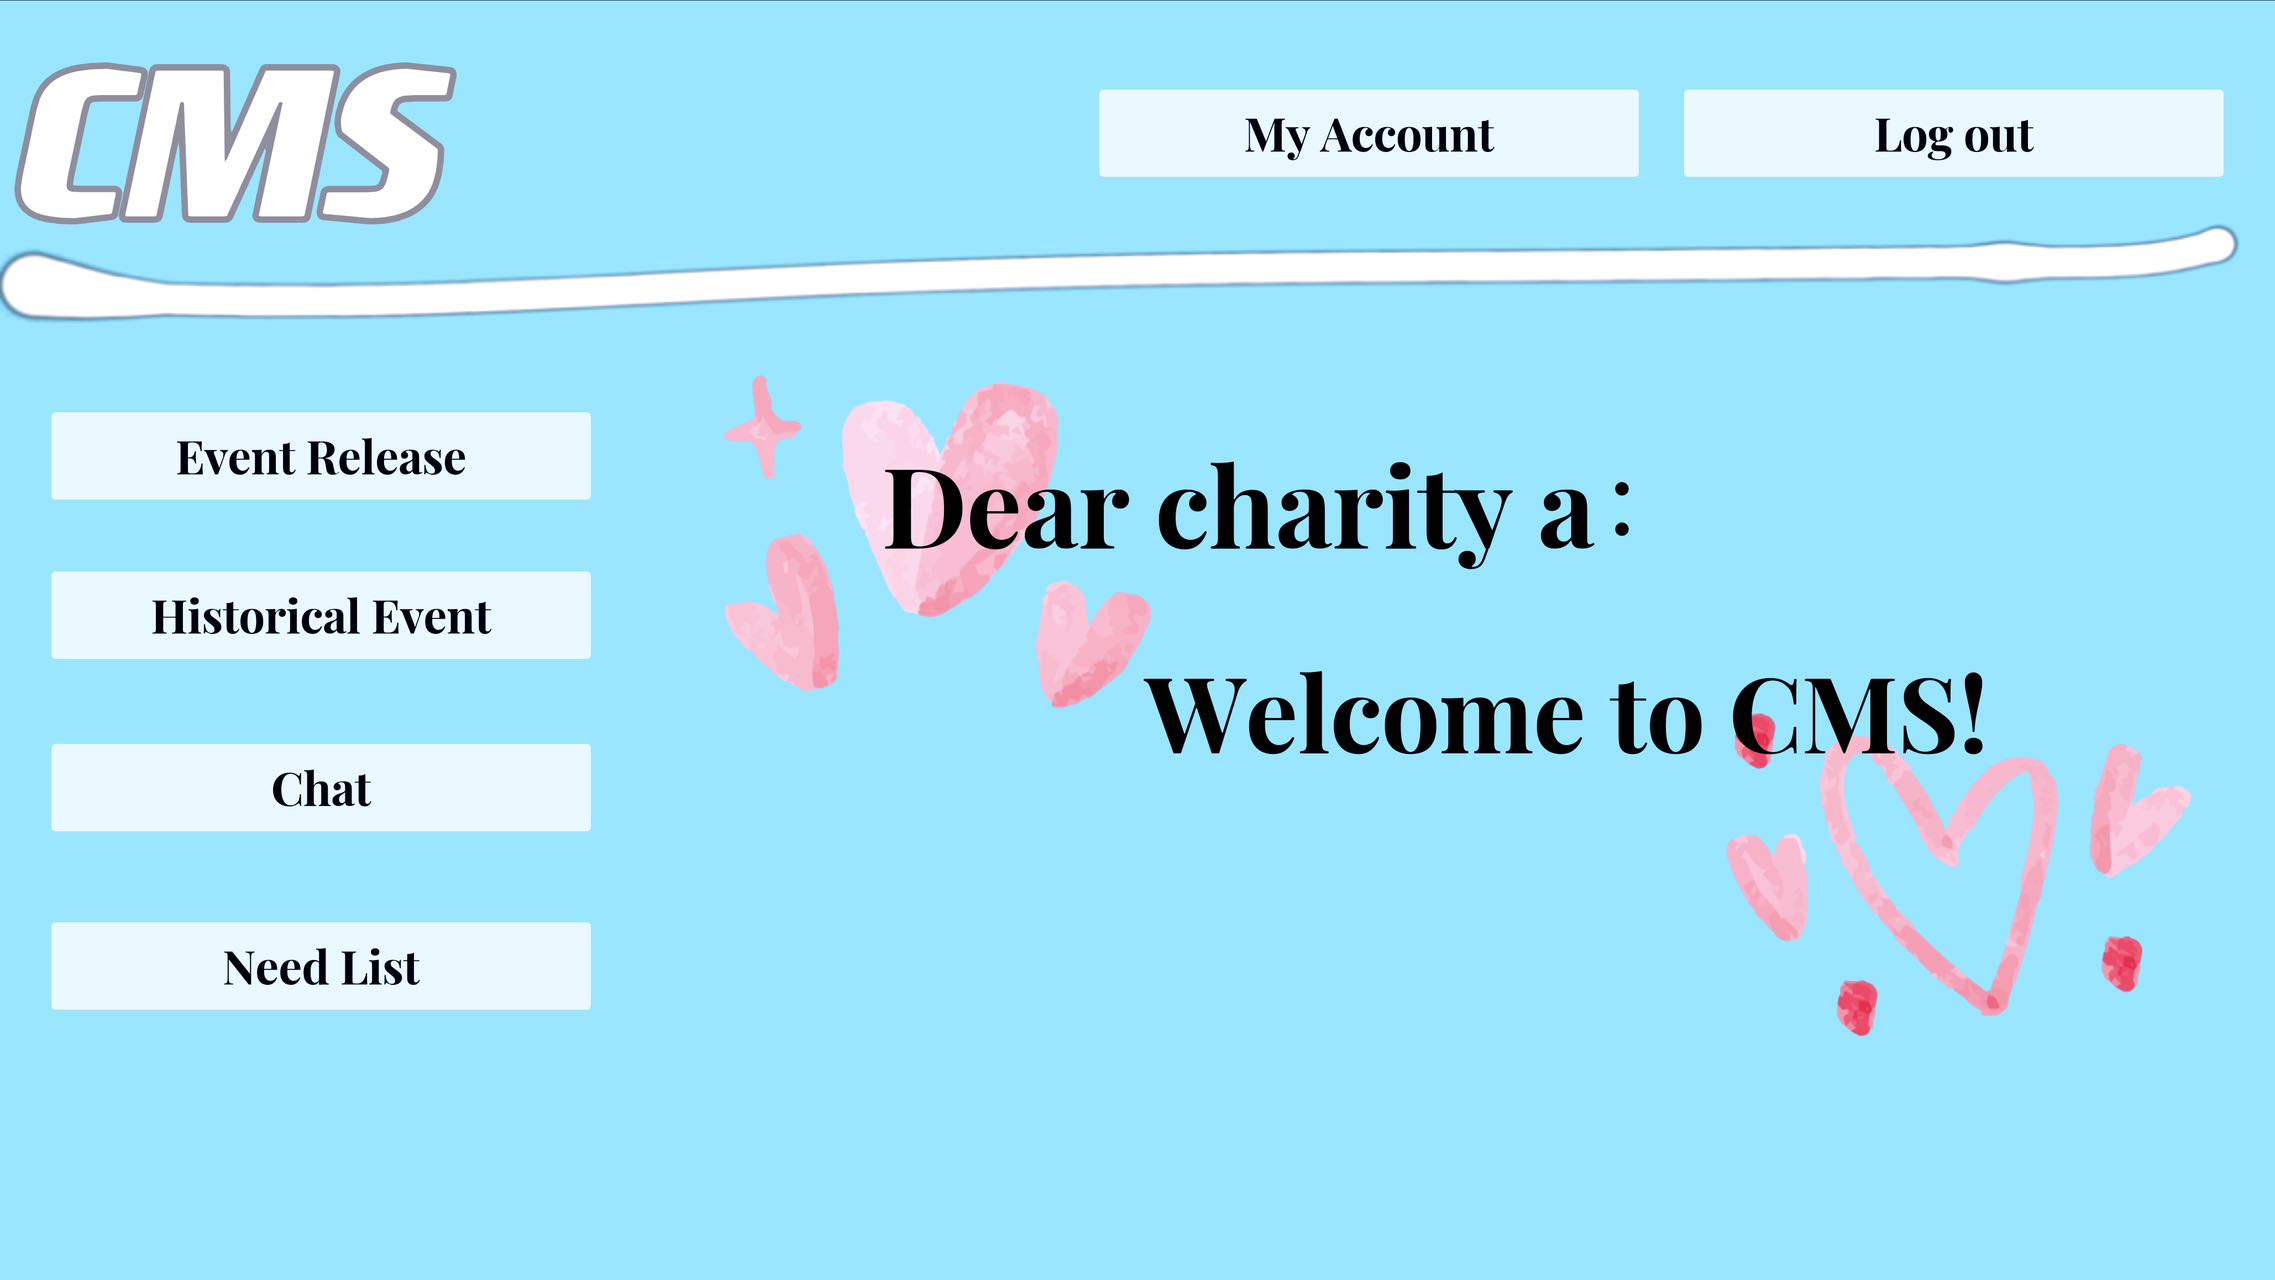 CMS
My Account
Log out
Event Release
Dear charity a：
Historical Event
Welcome to CMS!
Chat
Need List